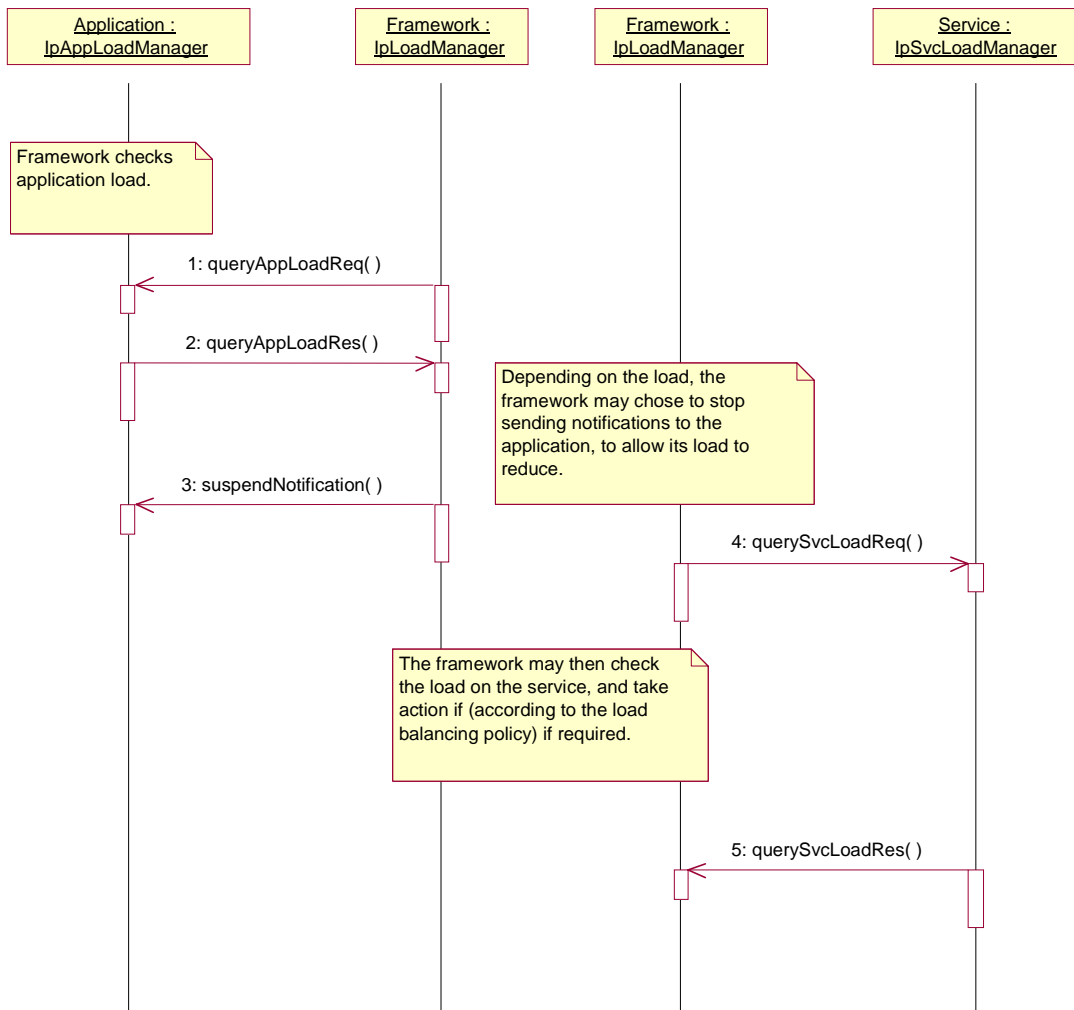 Application :
IpAppLoadManager
Framework :
IpLoadManager
Framework :
IpLoadManager
Service :
IpSvcLoadManager
Framework checks
application load.
1: queryAppLoadReq( )
2: queryAppLoadRes( )
Depending on the load, the
framework may chose to stop
sending notifications to the
application, to allow its load to
reduce.
3: suspendNotification( )
4: querySvcLoadReq( )
The framework may then check
the load on the service, and take
action if (according to the load
balancing policy) if required.
5: querySvcLoadRes( )